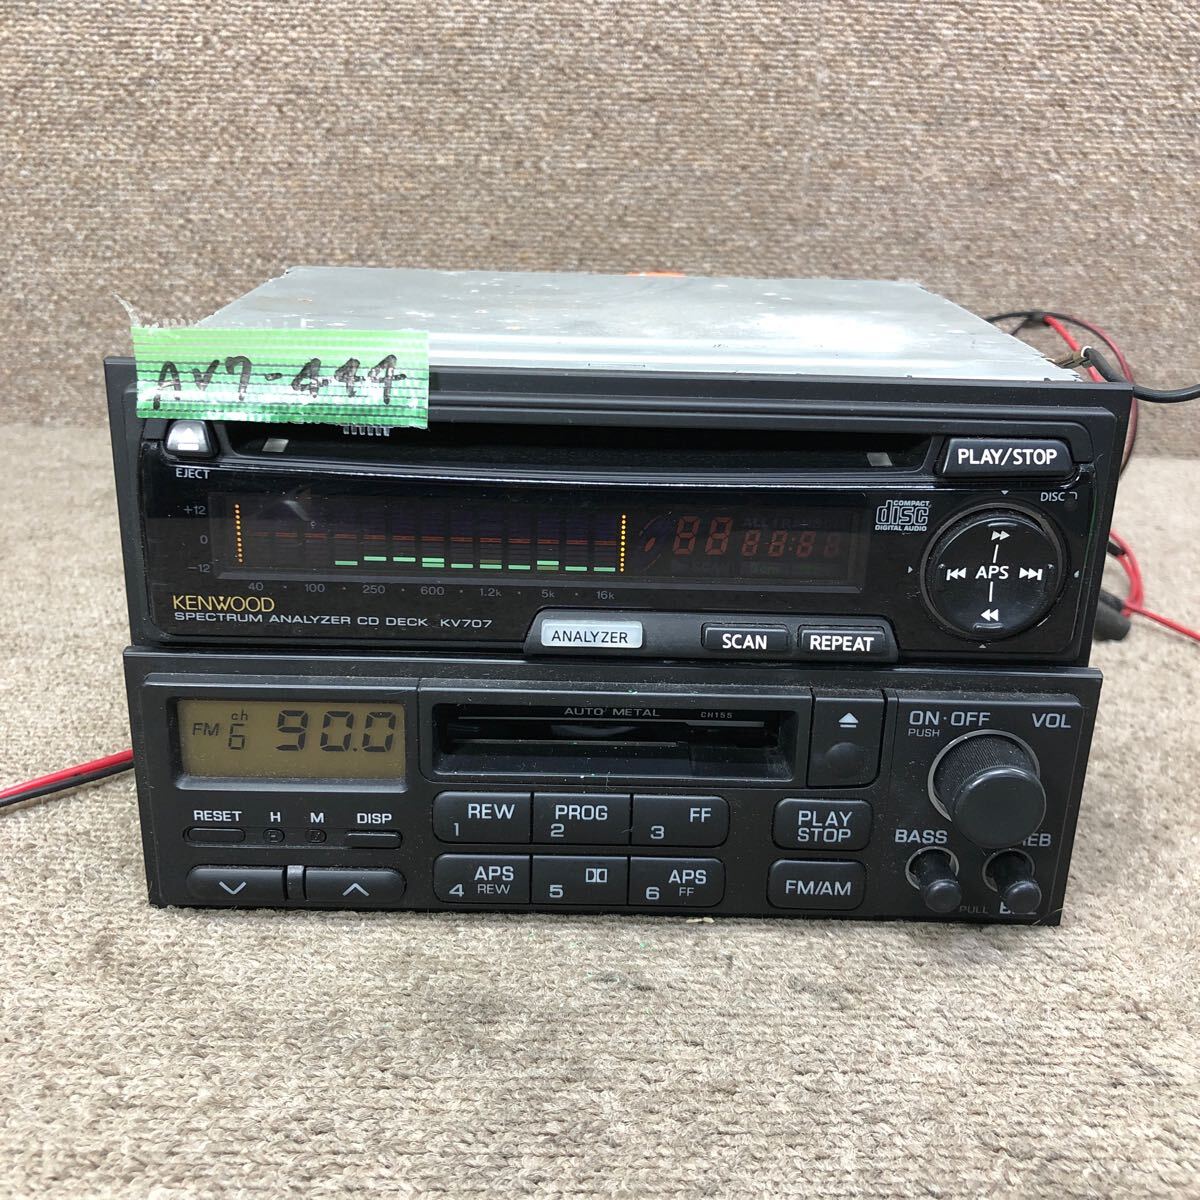 AV7-444
EJECT
PLAY/STOP
DISC
+12
0
-12
COMPACT
disc
DIGITAL AUDIO
APS
40 100 250 600 1.2k 5k 16k
KENWOOD
SPECTRUM ANALYZER CD DECK KV707
ANALYZER
SCAN
REPEAT
FM ch 6 90.0
AUTO METAL CH155
ON·OFF VOL
PUSH
RESET H M DISP
REW 1
PROG 2
3 FF
PLAY STOP
BASS
4 APS REW
5
6 APS FF
FM/AM
PULL